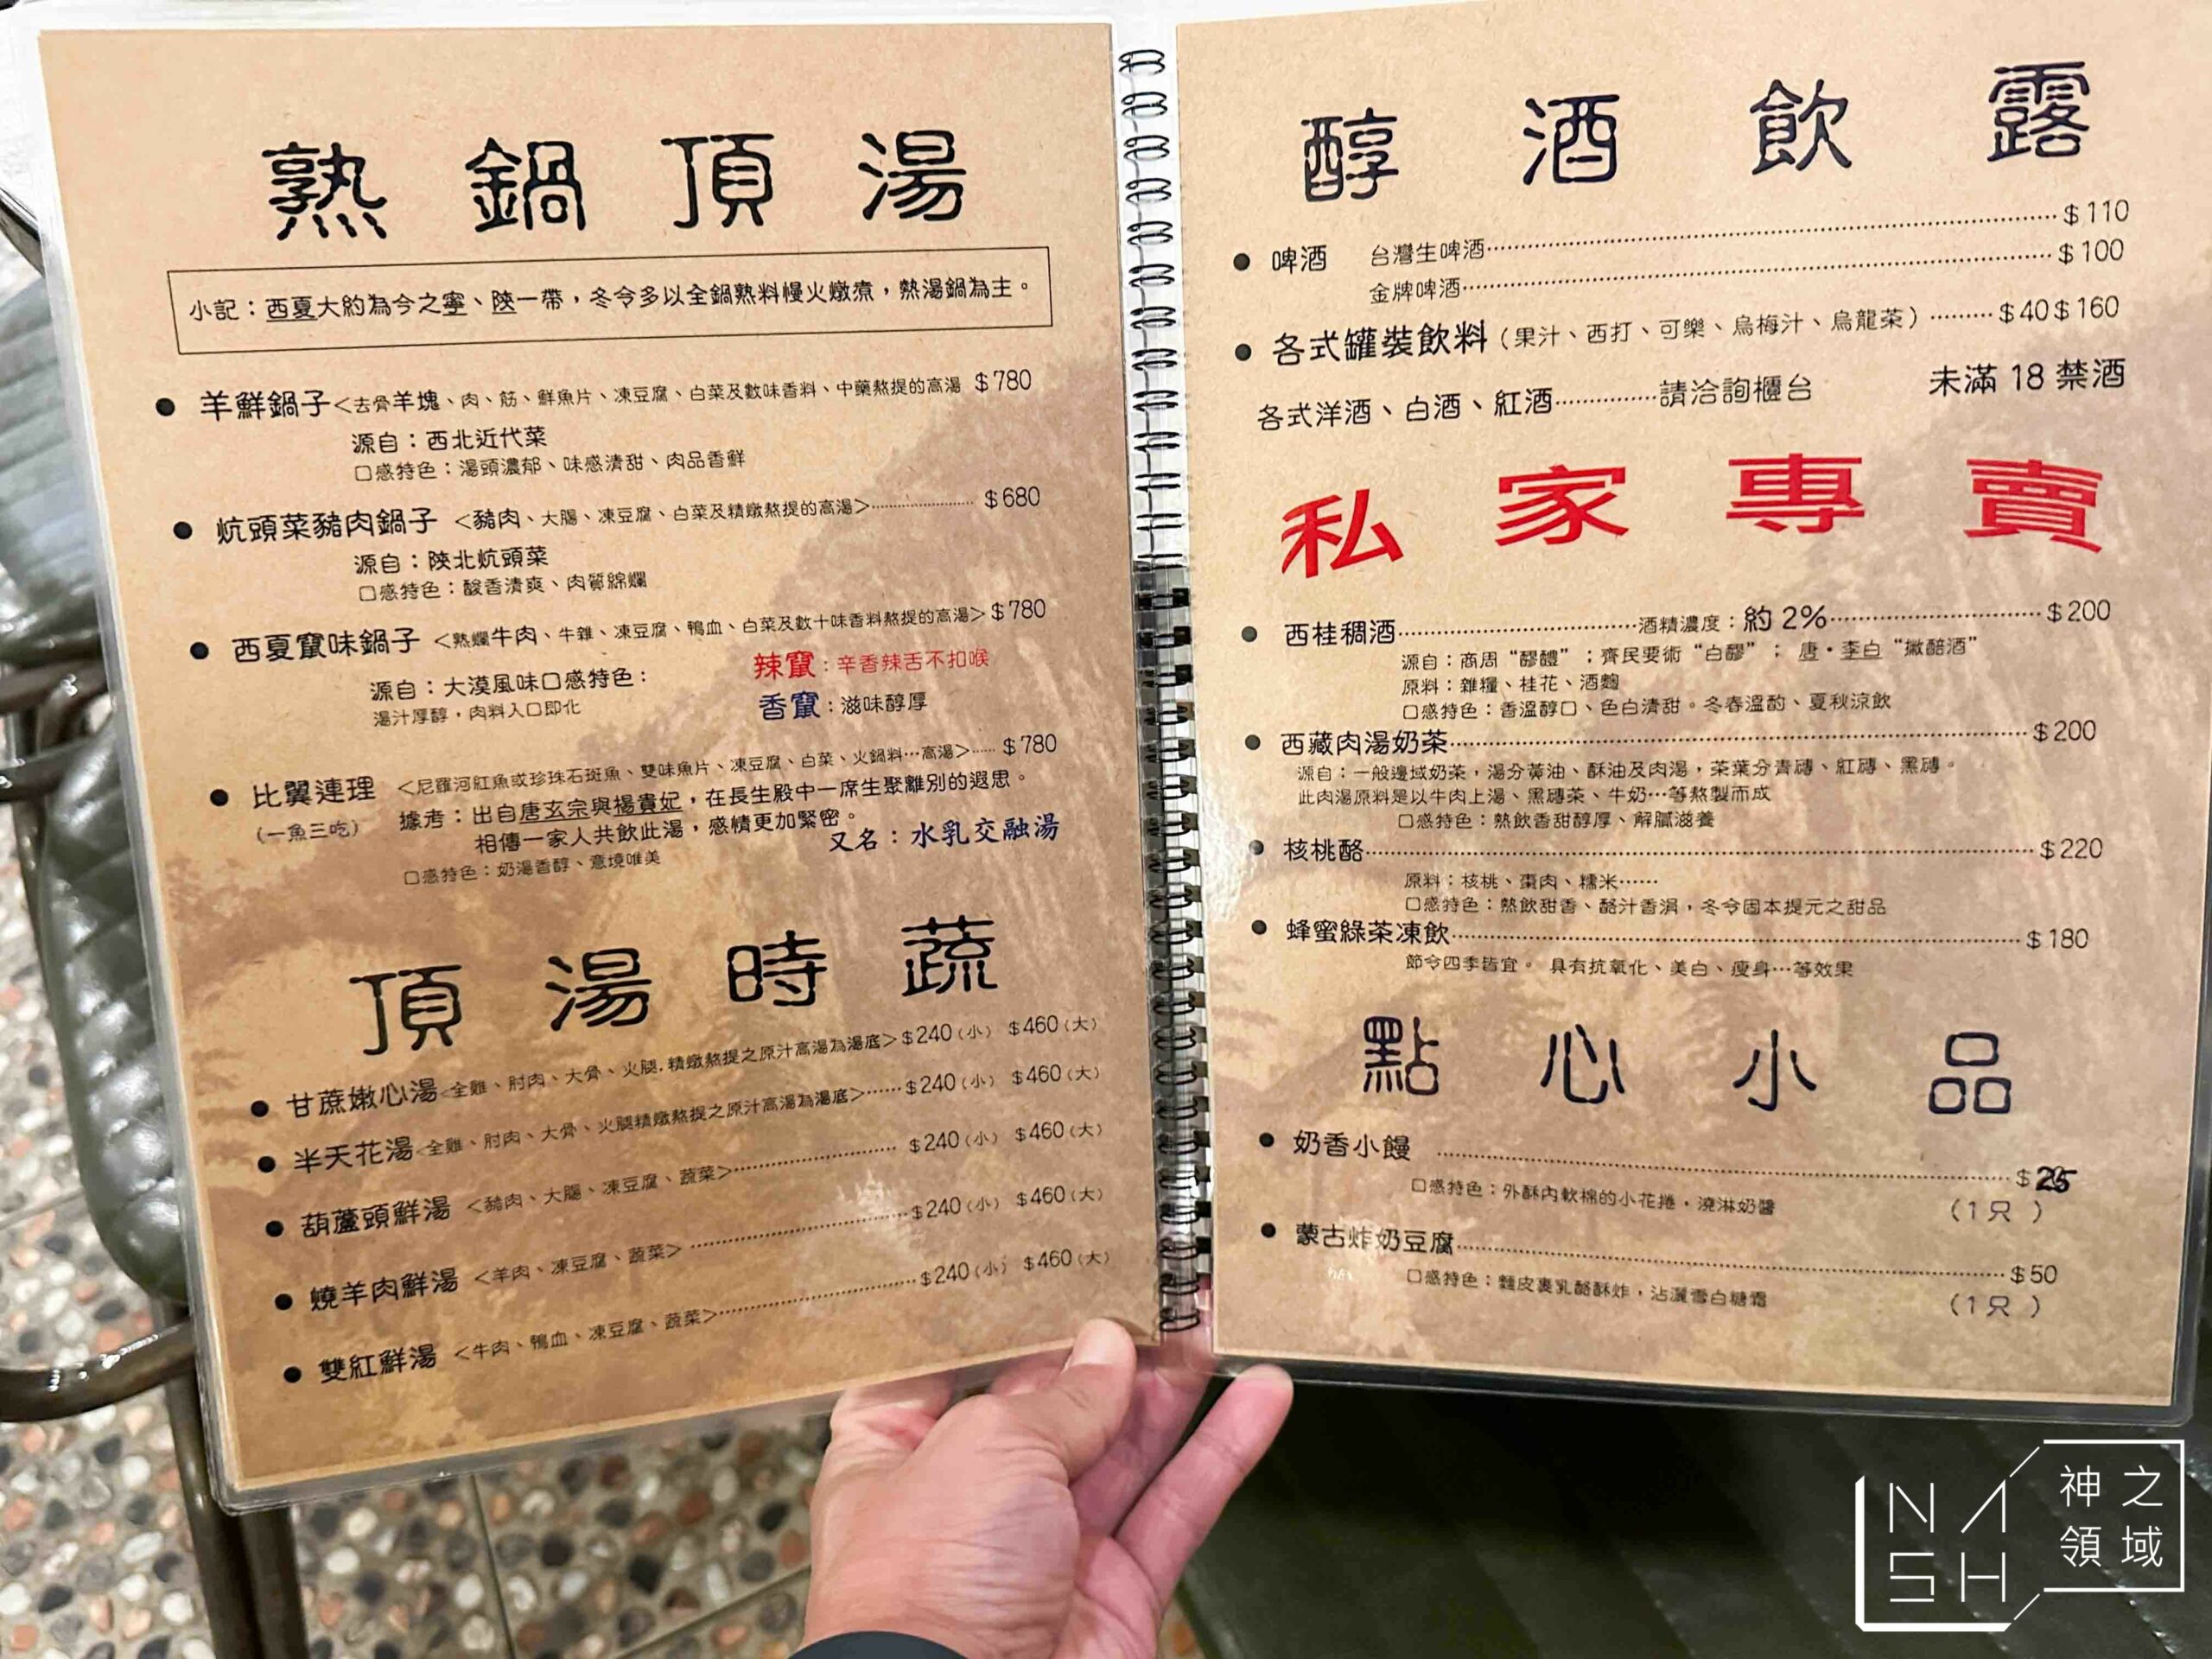 熟鍋頂湯
小記：西夏大約為今之寧、陝一帶，冬令多以全鍋熟料慢火燉煮，熱湯鍋為主。
● 羊鮮鍋子<去骨羊塊、肉、筋、鮮魚片、凍豆腐、白菜及數味香料、中藥熬提的高湯 $780
源自：西北近代菜
口感特色：湯頭濃郁、味感清甜、肉品香鮮
● 炕頭菜豬肉鍋子 <豬肉、大腸、凍豆腐、白菜及精燉熬提的高湯>………… $680
源自：陝北炕頭菜
口感特色：酸香清爽、肉質綿爛
● 西夏竄味鍋子 <熟爛牛肉、牛雜、凍豆腐、鴨血、白菜及數十味香料熬提的高湯> $780
源自：大漠風味口感特色： 辣竄：辛香辣舌不扣喉
湯汁厚醇，肉料入口即化 香竄：滋味醇厚
● 比翼連理 <尼羅河紅魚或珍珠石斑魚、雙味魚片、凍豆腐、白菜、火鍋料…高湯>…… $780
(一魚三吃) 據考：出自唐玄宗與楊貴妃，在長生殿中一席生聚離別的遐思。
相傳一家人共飲此湯，感情更加緊密。
又名：水乳交融湯
口感特色：奶湯香醇、意境唯美
頂湯時蔬
● 甘蔗嫩心湯<全雞、肘肉、大骨、火腿.精燉熬提之原汁高湯為湯底> $240(小) $460(大)
● 半天花湯<全雞、肘肉、大骨、火腿精燉熬提之原汁高湯為湯底>…… $240(小) $460(大)
● 葫蘆頭鮮湯 <豬肉、大腸、凍豆腐、蔬菜>………… $240(小) $460(大)
● 燒羊肉鮮湯 <羊肉、凍豆腐、蔬菜>………… $240(小) $460(大)
● 雙紅鮮湯 <牛肉、鴨血、凍豆腐、蔬菜>………… $240(小) $460(大)
醇酒飲露
● 啤酒 台灣生啤酒………… $110
金牌啤酒………… $100
● 各式罐裝飲料（果汁、西打、可樂、烏梅汁、烏龍茶）……… $40$160
各式洋酒、白酒、紅酒…………請洽詢櫃台 未滿 18 禁酒
私家專賣
● 西桂稠酒…………酒精濃度：約 2%………… $200
源自：商周“醪醴”；齊民要術“白醪”； 唐・李白“撇醅酒”
原料：雜糧、桂花、酒麴
口感特色：香溫醇口、色白清甜。冬春溫酌、夏秋涼飲
● 西藏肉湯奶茶………… $200
源自：一般邊域奶茶，湯分黃油、酥油及肉湯，茶葉分青磚、紅磚、黑磚。
此肉湯原料是以牛肉上湯、黑磚茶、牛奶…等熬製而成
口感特色：熱飲香甜醇厚、解膩滋養
● 核桃酪………… $220
原料：核桃、棗肉、糯米……
口感特色：熱飲甜香、酪汁香涓，冬令固本提元之甜品
● 蜂蜜綠茶凍飲………… $180
節令四季皆宜。 具有抗氧化、美白、瘦身…等效果
點心小品
● 奶香小饅 ………… $25
口感特色：外酥內軟棉的小花捲，澆淋奶醬 (1只 )
● 蒙古炸奶豆腐………… $50
口感特色：麵皮裹乳酪酥炸，沾灑雪白糖霜 (1只 )
NASH
神之
領域